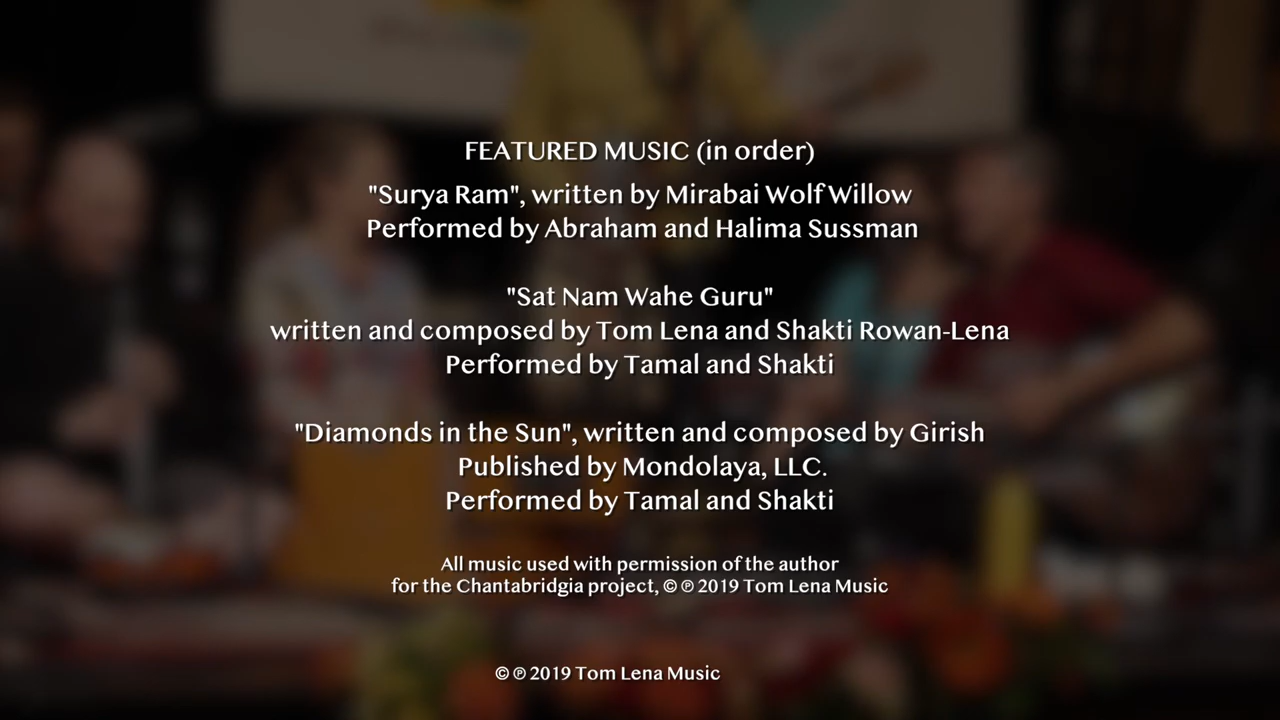 FEATURED MUSIC (in order)
"Surya Ram", written by Mirabai Wolf Willow
Performed by Abraham and Halima Sussman
"Sat Nam Wahe Guru"
written and composed by Tom Lena and Shakti Rowan-Lena
Performed by Tamal and Shakti
"Diamonds in the Sun", written and composed by Girish
Published by Mondolaya, LLC.
Performed by Tamal and Shakti
All music used with permission of the author
for the Chantabridgia project, © ℗ 2019 Tom Lena Music
© ℗ 2019 Tom Lena Music